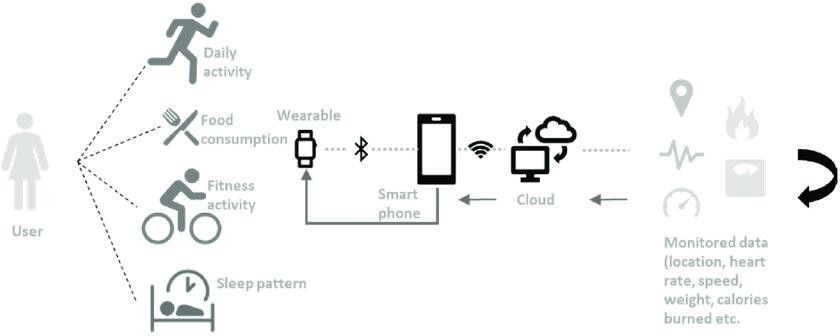 Daily
activity
Food
consumption
Wearable
Fitness
activity
Smart
phone
Cloud
User
Sleep pattern
Monitored data
(location, heart
rate, speed,
weight, calories
burned etc.